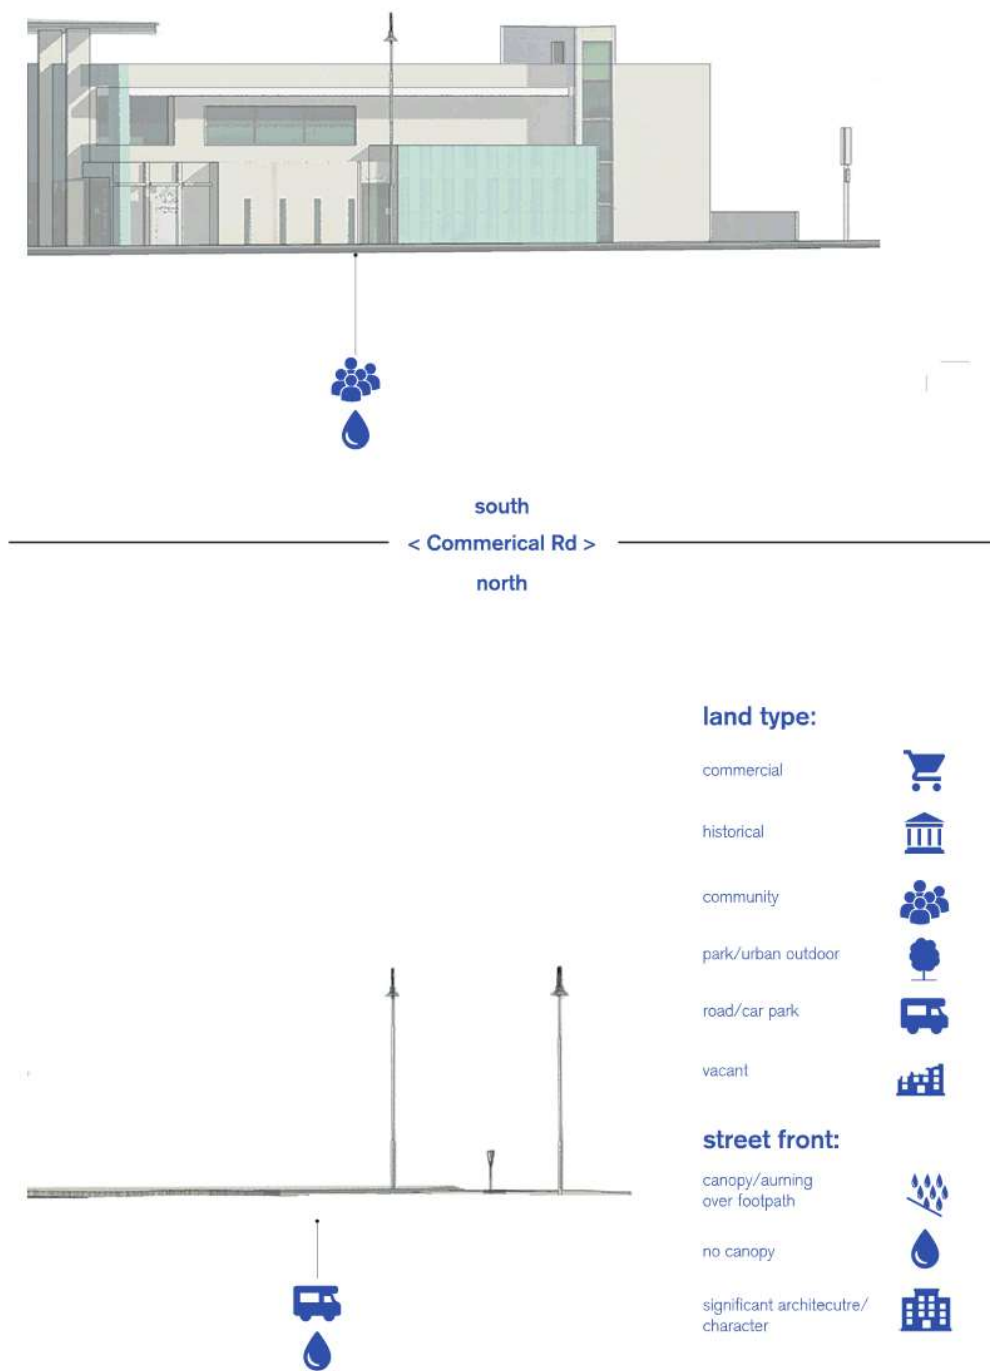 south
< Commerical Rd >
north
land type:
commercial
historical
community
park/urban outdoor
road/car park
vacant
street front:
canopy/aurning
over footpath
no canopy
significant architecutre/
character